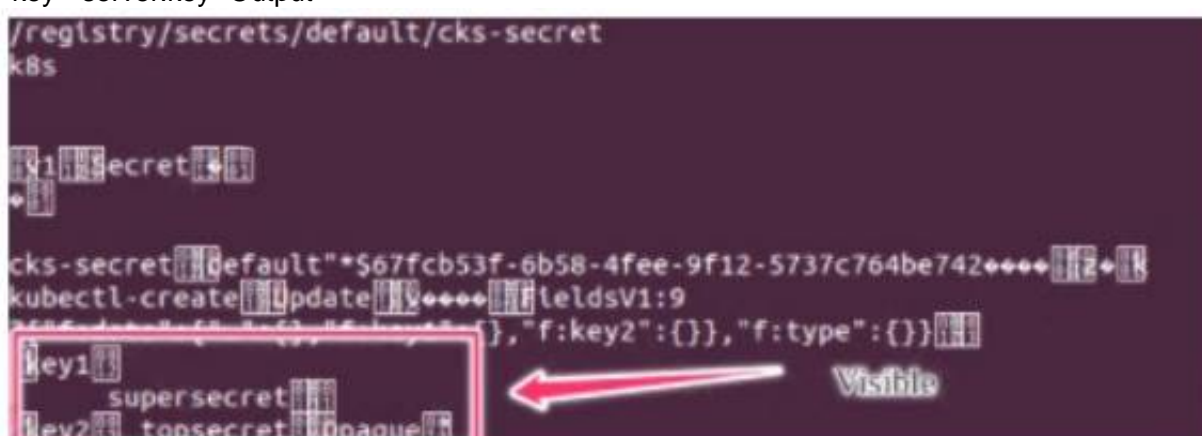 /registry/secrets/default/cks-secret
k8s
v1 Secret
cks-secret default"*$67fcb53f-6b58-4fee-9f12-5737c764be742 z k
kubectl-create Update v FieldsV1:9
{},"f:key2":{}},"f:type":{}}
key1
supersecret
Visible
key2 topsecret Opaque